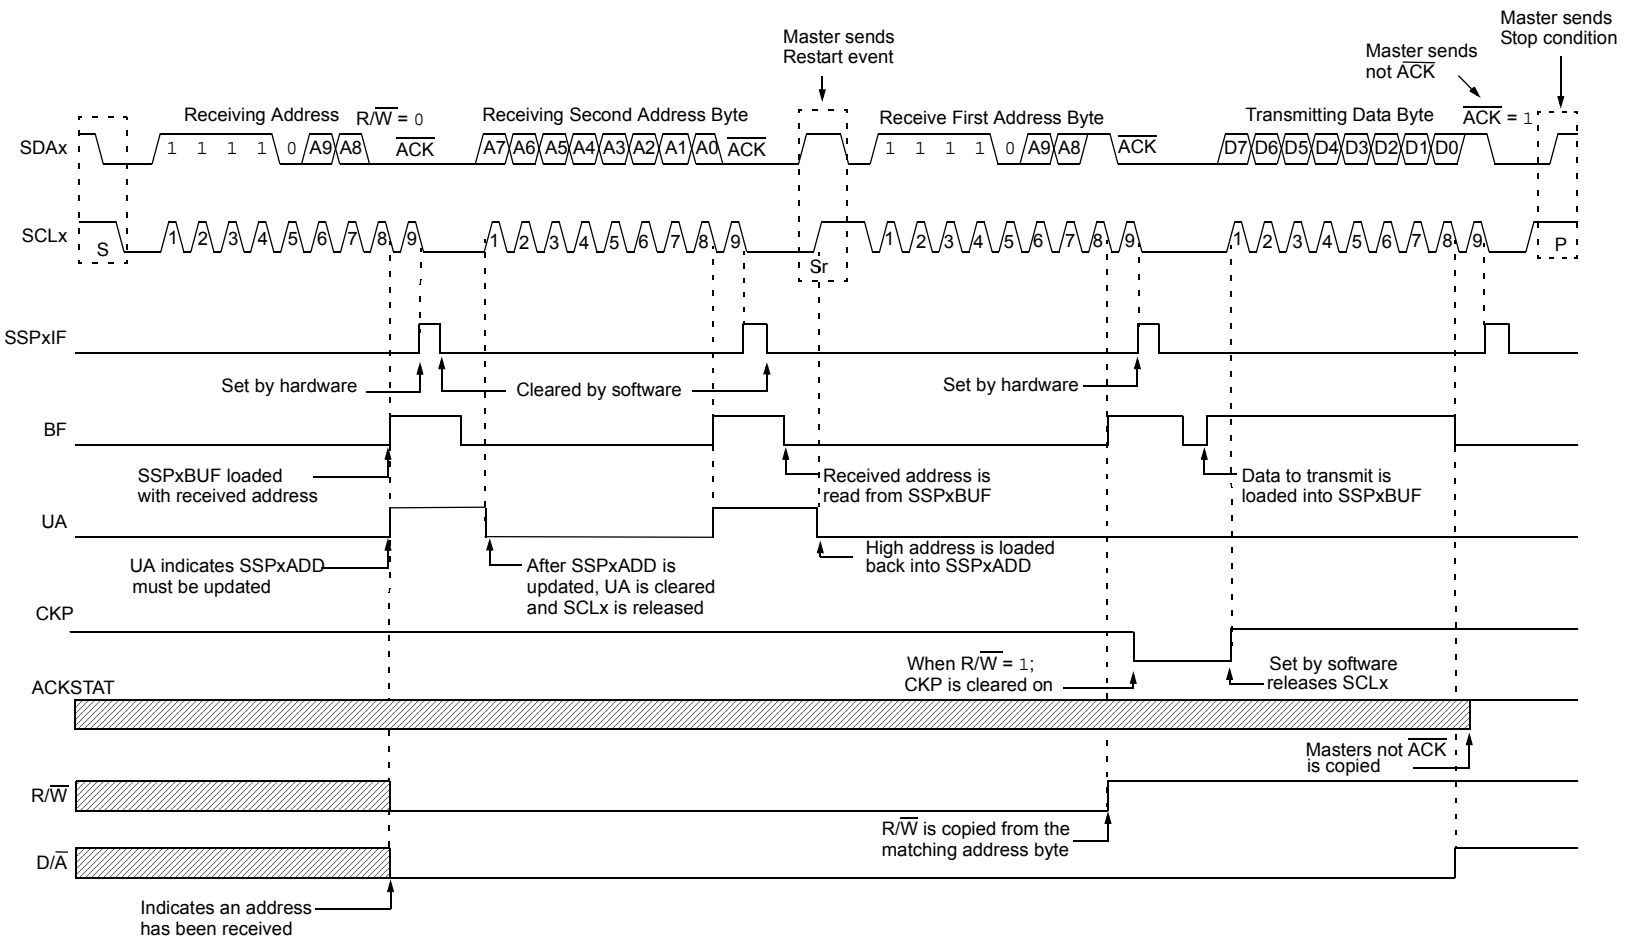 Master sends
Stop condition
Master sends
Restart event
Master sends
not ACK
Receiving Address R/W = 0
Receiving Second Address Byte
Receive First Address Byte
Transmitting Data Byte
ACK = 1
SDAx
1 1 1 1 0 A9 A8 ACK
A7 A6 A5 A4 A3 A2 A1 A0 ACK
1 1 1 1 0 A9 A8 ACK
D7 D6 D5 D4 D3 D2 D1 D0
SCLx
S
1 2 3 4 5 6 7 8 9
1 2 3 4 5 6 7 8 9
Sr
1 2 3 4 5 6 7 8 9
1 2 3 4 5 6 7 8 9
P
SSPxIF
Set by hardware
Cleared by software
Set by hardware
BF
SSPxBUF loaded
with received address
Received address is
read from SSPxBUF
Data to transmit is
loaded into SSPxBUF
UA
UA indicates SSPxADD
must be updated
After SSPxADD is
updated, UA is cleared
and SCLx is released
High address is loaded
back into SSPxADD
CKP
When R/W = 1;
CKP is cleared on
Set by software
releases SCLx
ACKSTAT
Masters not ACK
is copied
R/W
R/W is copied from the
matching address byte
D/A
Indicates an address
has been received